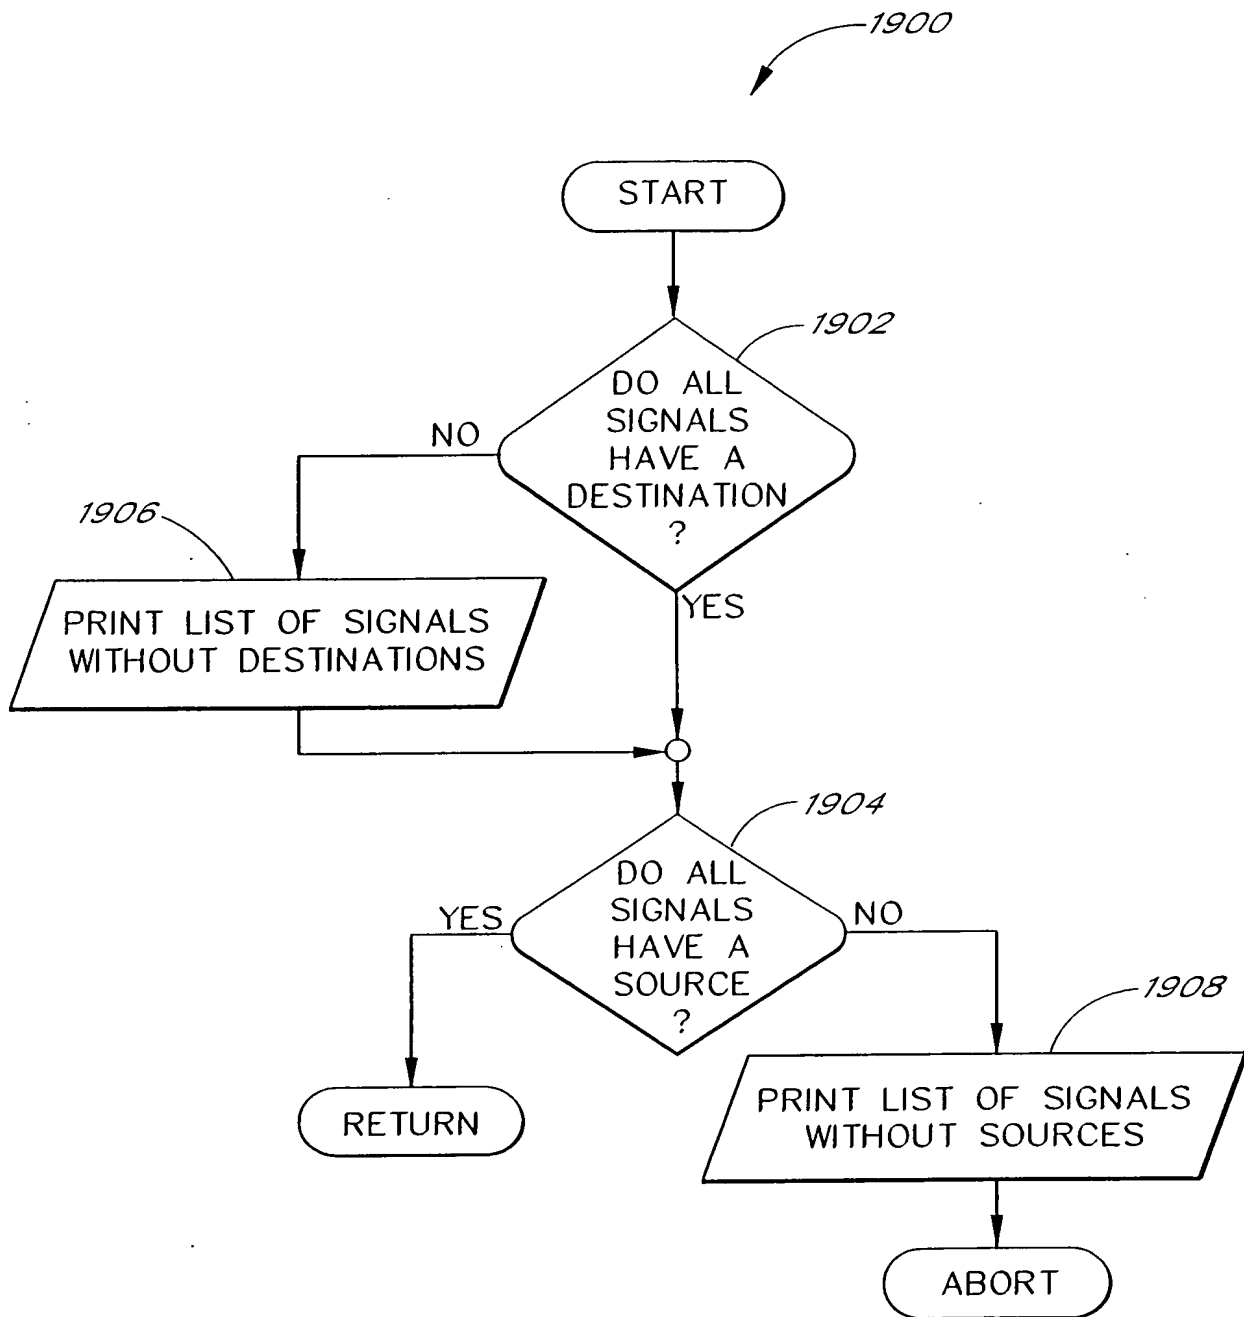 1900
START
1902
DO ALL
SIGNALS
HAVE A
DESTINATION
?
NO
YES
1906
PRINT LIST OF SIGNALS
WITHOUT DESTINATIONS
1904
DO ALL
SIGNALS
HAVE A
SOURCE
?
YES
NO
RETURN
1908
PRINT LIST OF SIGNALS
WITHOUT SOURCES
ABORT